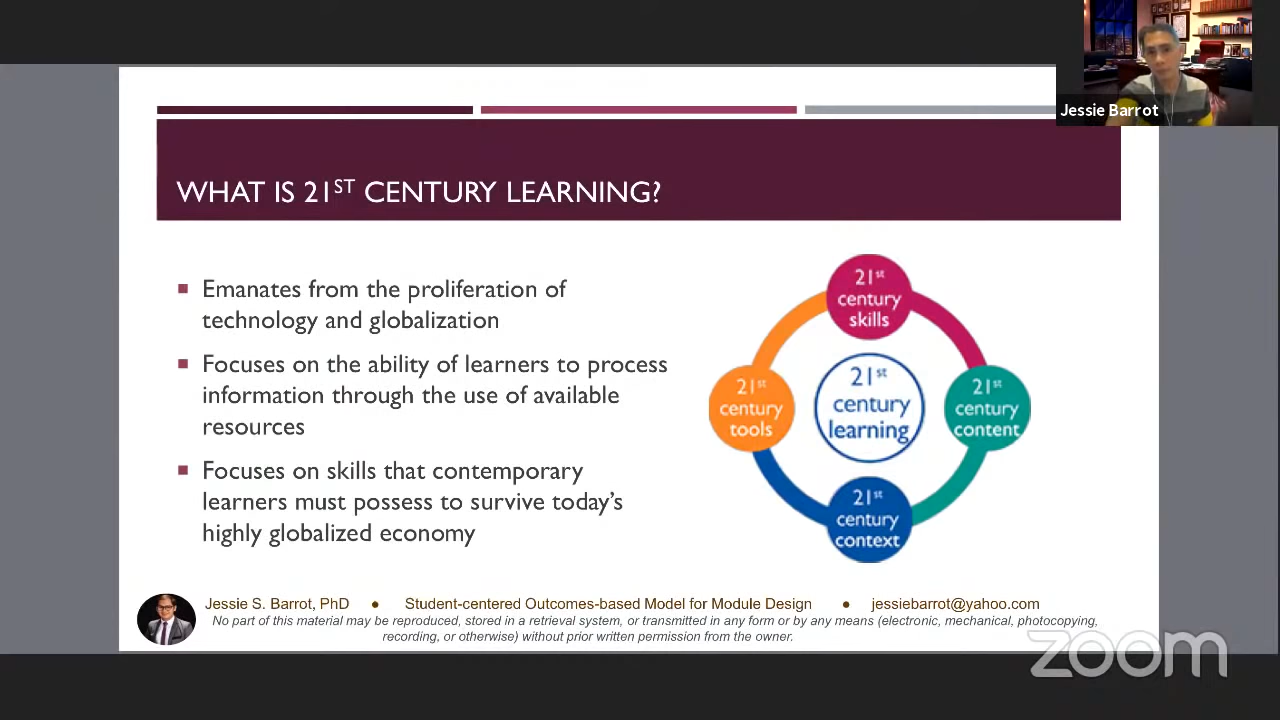 Jessie Barrot
WHAT IS 21ST CENTURY LEARNING?
Emanates from the proliferation of
technology and globalization
Focuses on the ability of learners to process
information through the use of available
resources
Focuses on skills that contemporary
learners must possess to survive today's
highly globalized economy
21st
century
skills
21st
century
tools
21st
century
learning
21st
century
content
21st
century
context
Jessie S. Barrot, PhD ● Student-centered Outcomes-based Model for Module Design ● jessiebarrot@yahoo.com
No part of this material may be reproduced, stored in a retrieval system, or transmitted in any form or by any means (electronic, mechanical, photocopying,
recording, or otherwise) without prior written permission from the owner.
zoom